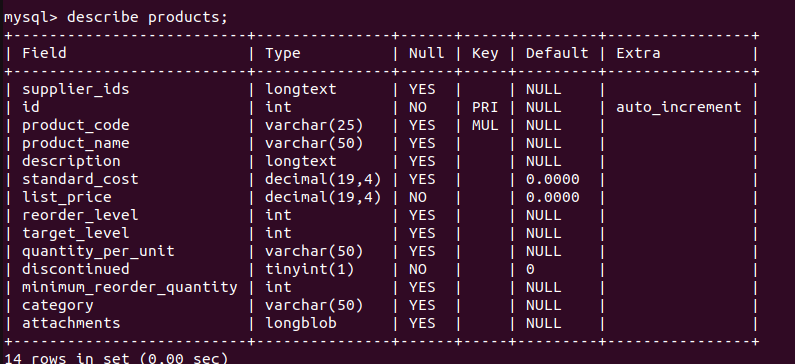 mysql> describe products;
+-------------------------+---------------+------+-----+---------+----------------+
| Field                   | Type          | Null | Key | Default | Extra          |
+-------------------------+---------------+------+-----+---------+----------------+
| supplier_ids            | longtext      | YES  |     | NULL    |                |
| id                      | int           | NO   | PRI | NULL    | auto_increment |
| product_code            | varchar(25)   | YES  | MUL | NULL    |                |
| product_name            | varchar(50)   | YES  |     | NULL    |                |
| description             | longtext      | YES  |     | NULL    |                |
| standard_cost           | decimal(19,4) | YES  |     | 0.0000  |                |
| list_price              | decimal(19,4) | NO   |     | 0.0000  |                |
| reorder_level           | int           | YES  |     | NULL    |                |
| target_level            | int           | YES  |     | NULL    |                |
| quantity_per_unit       | varchar(50)   | YES  |     | NULL    |                |
| discontinued            | tinyint(1)    | NO   |     | 0       |                |
| minimum_reorder_quantity | int           | YES  |     | NULL    |                |
| category                | varchar(50)   | YES  |     | NULL    |                |
| attachments             | longblob      | YES  |     | NULL    |                |
+-------------------------+---------------+------+-----+---------+----------------+
14 rows in set (0.00 sec)